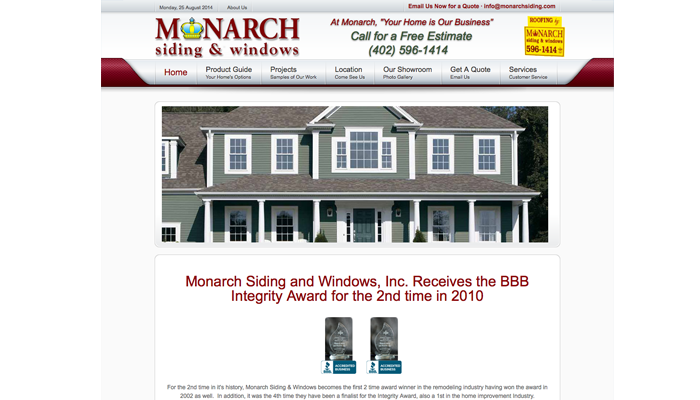 Monday, 25 August 2014 About Us Email Us Now for a Quote · info@monarchsiding.com
MONARCH
siding & windows
At Monarch, "Your Home is Our Business"
Call for a Free Estimate
(402) 596-1414
ROOFING by
MONARCH
siding & windows
596-1414
Home Product Guide Projects Location Our Showroom Get A Quote Services
Your Home's Options Samples of Our Work Come See Us Photo Gallery Email Us Customer Service
Monarch Siding and Windows, Inc. Receives the BBB
Integrity Award for the 2nd time in 2010
BBB ACCREDITED BUSINESS BBB ACCREDITED BUSINESS
For the 2nd time in it's history, Monarch Siding & Windows becomes the first 2 time award winner in the remodeling industry having won the award in
2002 as well. In addition, it was the 4th time they have been a finalist for the Integrity Award, also a 1st in the home improvement Industry.